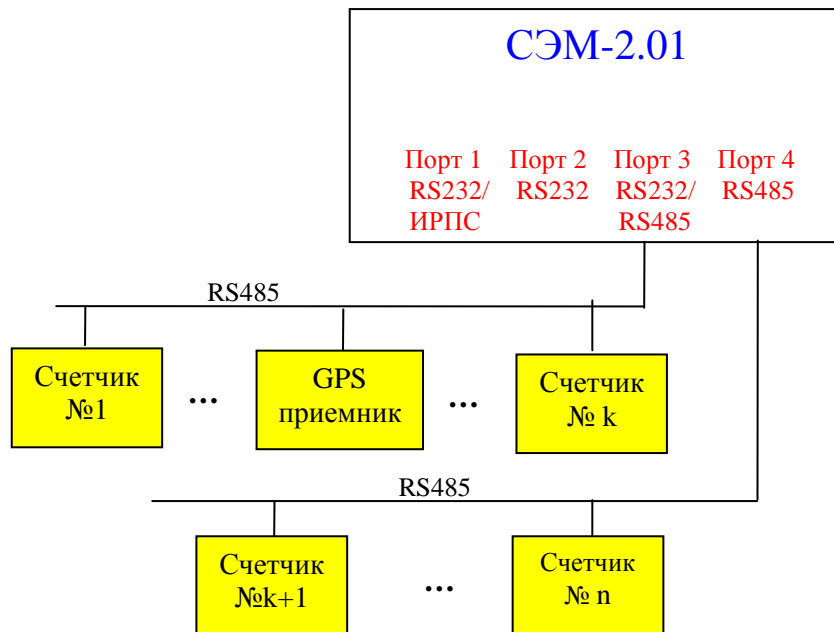 СЭМ-2.01
Порт 1 Порт 2 Порт 3 Порт 4
RS232/ RS232 RS232/ RS485
ИРПС RS485
RS485
Счетчик
№1
...
GPS
приемник
...
Счетчик
№ k
RS485
Счетчик
№k+1
...
Счетчик
№ n